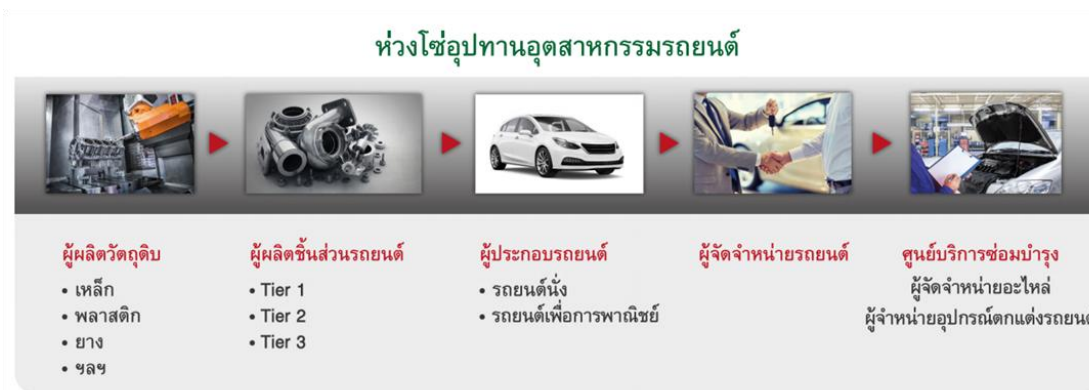 ห่วงโซ่อุปทานอุตสาหกรรมรถยนต์
ผู้ผลิตวัตถุดิบ
• เหล็ก
• พลาสติก
• ยาง
• ฯลฯ
ผู้ผลิตชิ้นส่วนรถยนต์
• Tier 1
• Tier 2
• Tier 3
ผู้ประกอบรถยนต์
• รถยนต์นั่ง
• รถยนต์เพื่อการพาณิชย์
ผู้จัดจำหน่ายรถยนต์
ศูนย์บริการซ่อมบำรุง
ผู้จัดจำหน่ายอะไหล่
ผู้จำหน่ายอุปกรณ์ตกแต่งรถยนต